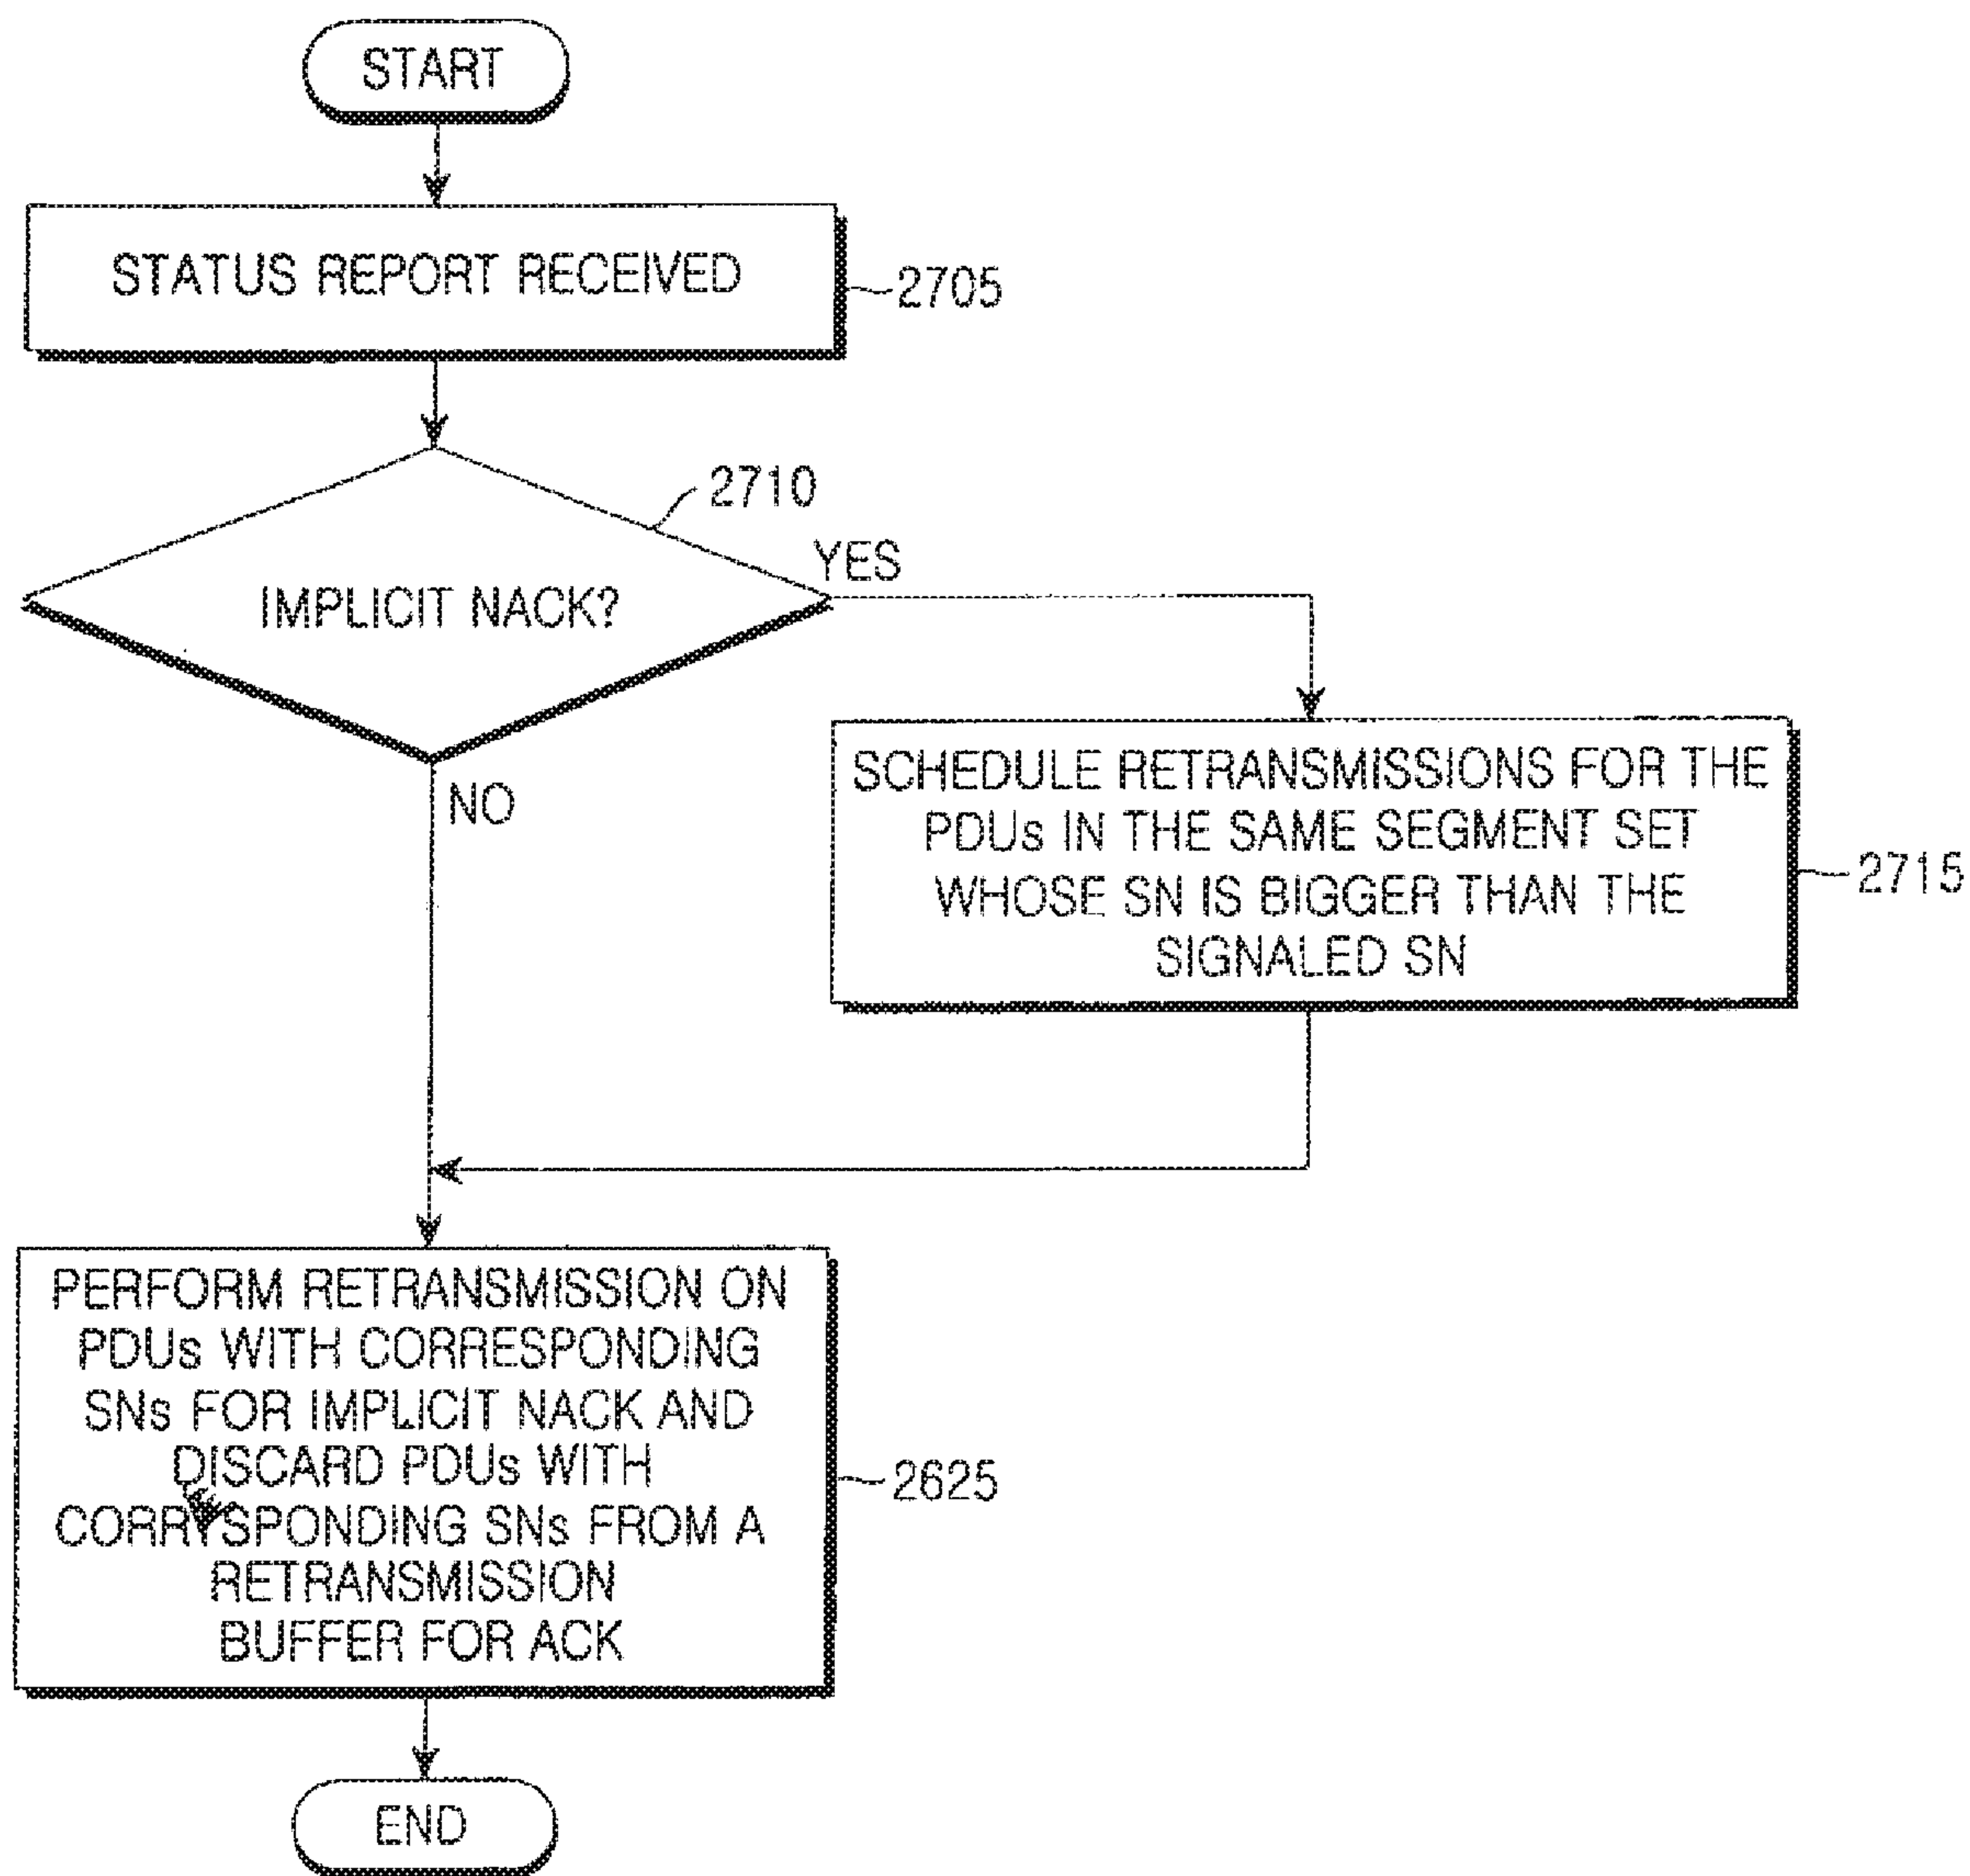 START
STATUS REPORT RECEIVED
2705
2710
IMPLICIT NACK?
YES
NO
SCHEDULE RETRANSMISSIONS FOR THE
PDUs IN THE SAME SEGMENT SET
WHOSE SN IS BIGGER THAN THE
SIGNALED SN
2715
PERFORM RETRANSMISSION ON
PDUs WITH CORRESPONDING
SNs FOR IMPLICIT NACK AND
DISCARD PDUs WITH
CORRYSPONDING SNs FROM A
RETRANSMISSION
BUFFER FOR ACK
2625
END